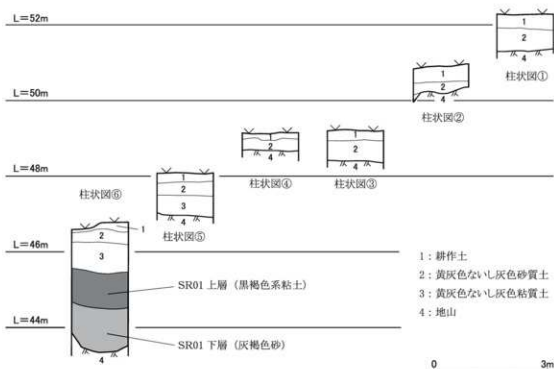 L=52m
1
2
4
柱状図①
1
2
4
L=50m
柱状図②
1
2
4
柱状図④
1
2
4
柱状図③
L=48m
柱状図⑥
1
2
3
4
柱状図⑤
1
2
3
L=46m
SR01 上層（黒褐色系粘土）
L=44m
SR01 下層（灰褐色砂）
4
1：耕作土
2：黄灰色ないし灰色砂質土
3：黄灰色ないし灰色粘質土
4：地山
0 3m